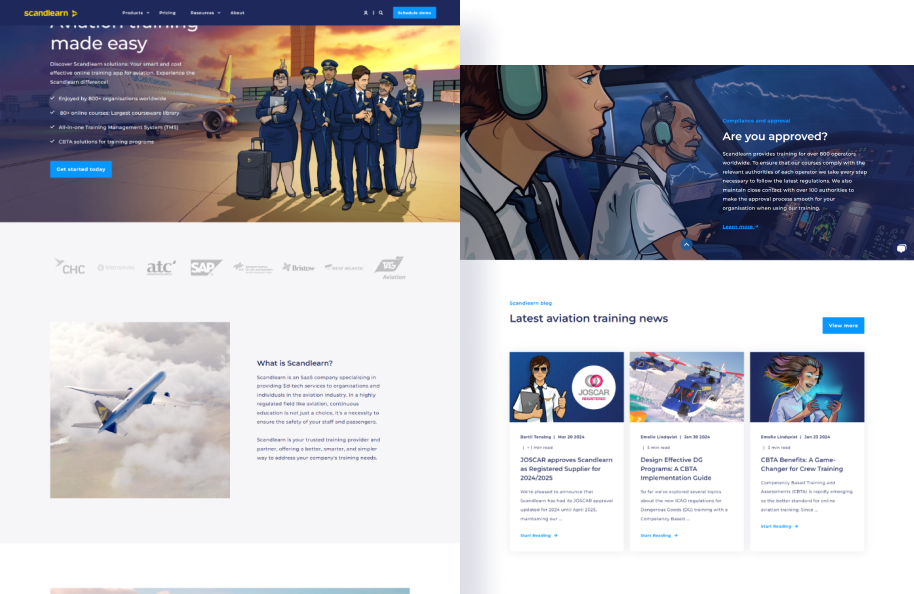 scandlearn
Products
Pricing
Resources
About
Schedule demo
Aviation training
made easy
Discover Scandlearn solutions: Your smart and cost
effective online training app for aviation. Experience the
Scandlearn difference!
Enjoyed by 800+ organisations worldwide
80+ online courses: Largest courseware library
All-in-one Training Management System (TMS)
CBTA solutions for training programs
Get started today
CHC
atc
SAP
Bristow
TAG
Aviation
What is Scandlearn?
Scandlearn is an SaaS company specialising in
providing Ed-tech services to organisations and
individuals in the aviation industry. In a highly
regulated field like aviation, continuous
education is not just a choice, it's a necessity to
ensure the safety of your staff and passengers.
Scandlearn is your trusted training provider and
partner, offering a better, smarter, and simpler
way to address your company's training needs.
Compliance and approval
Are you approved?
Scandlearn provides training for over 800 operators
worldwide. To ensure that our courses comply with the
relevant authorities of each operator we take every step
necessary to follow the latest regulations. We also
maintain close contact with over 100 authorities to
make the approval process smooth for your
organisation when using our training.
Learn more →
Scandlearn blog
Latest aviation training news
View more
JOSCAR
REGISTERED
Bertil Tensing | Mar 20 2024
| < 1 min read
JOSCAR approves Scandlearn
as Registered Supplier for
2024/2025
We're pleased to announce that
Scandlearn has had its JOSCAR approval
updated for 2024 until April 2025,
maintaining our ...
Start Reading →
Emelie Lindqvist | Jan 30 2024
| 5 min read
Design Effective DG
Programs: A CBTA
Implementation Guide
So far we've explored several topics
about the new ICAO regulations for
Dangerous Goods (DG) training with a
Competency Based ...
Start Reading →
Emelie Lindqvist | Jan 23 2024
| 2 min read
CBTA Benefits: A Game-
Changer for Crew Training
Competency Based Training and
Assessments (CBTA) is rapidly emerging
as the better standard for online
aviation training. Since ...
Start Reading →